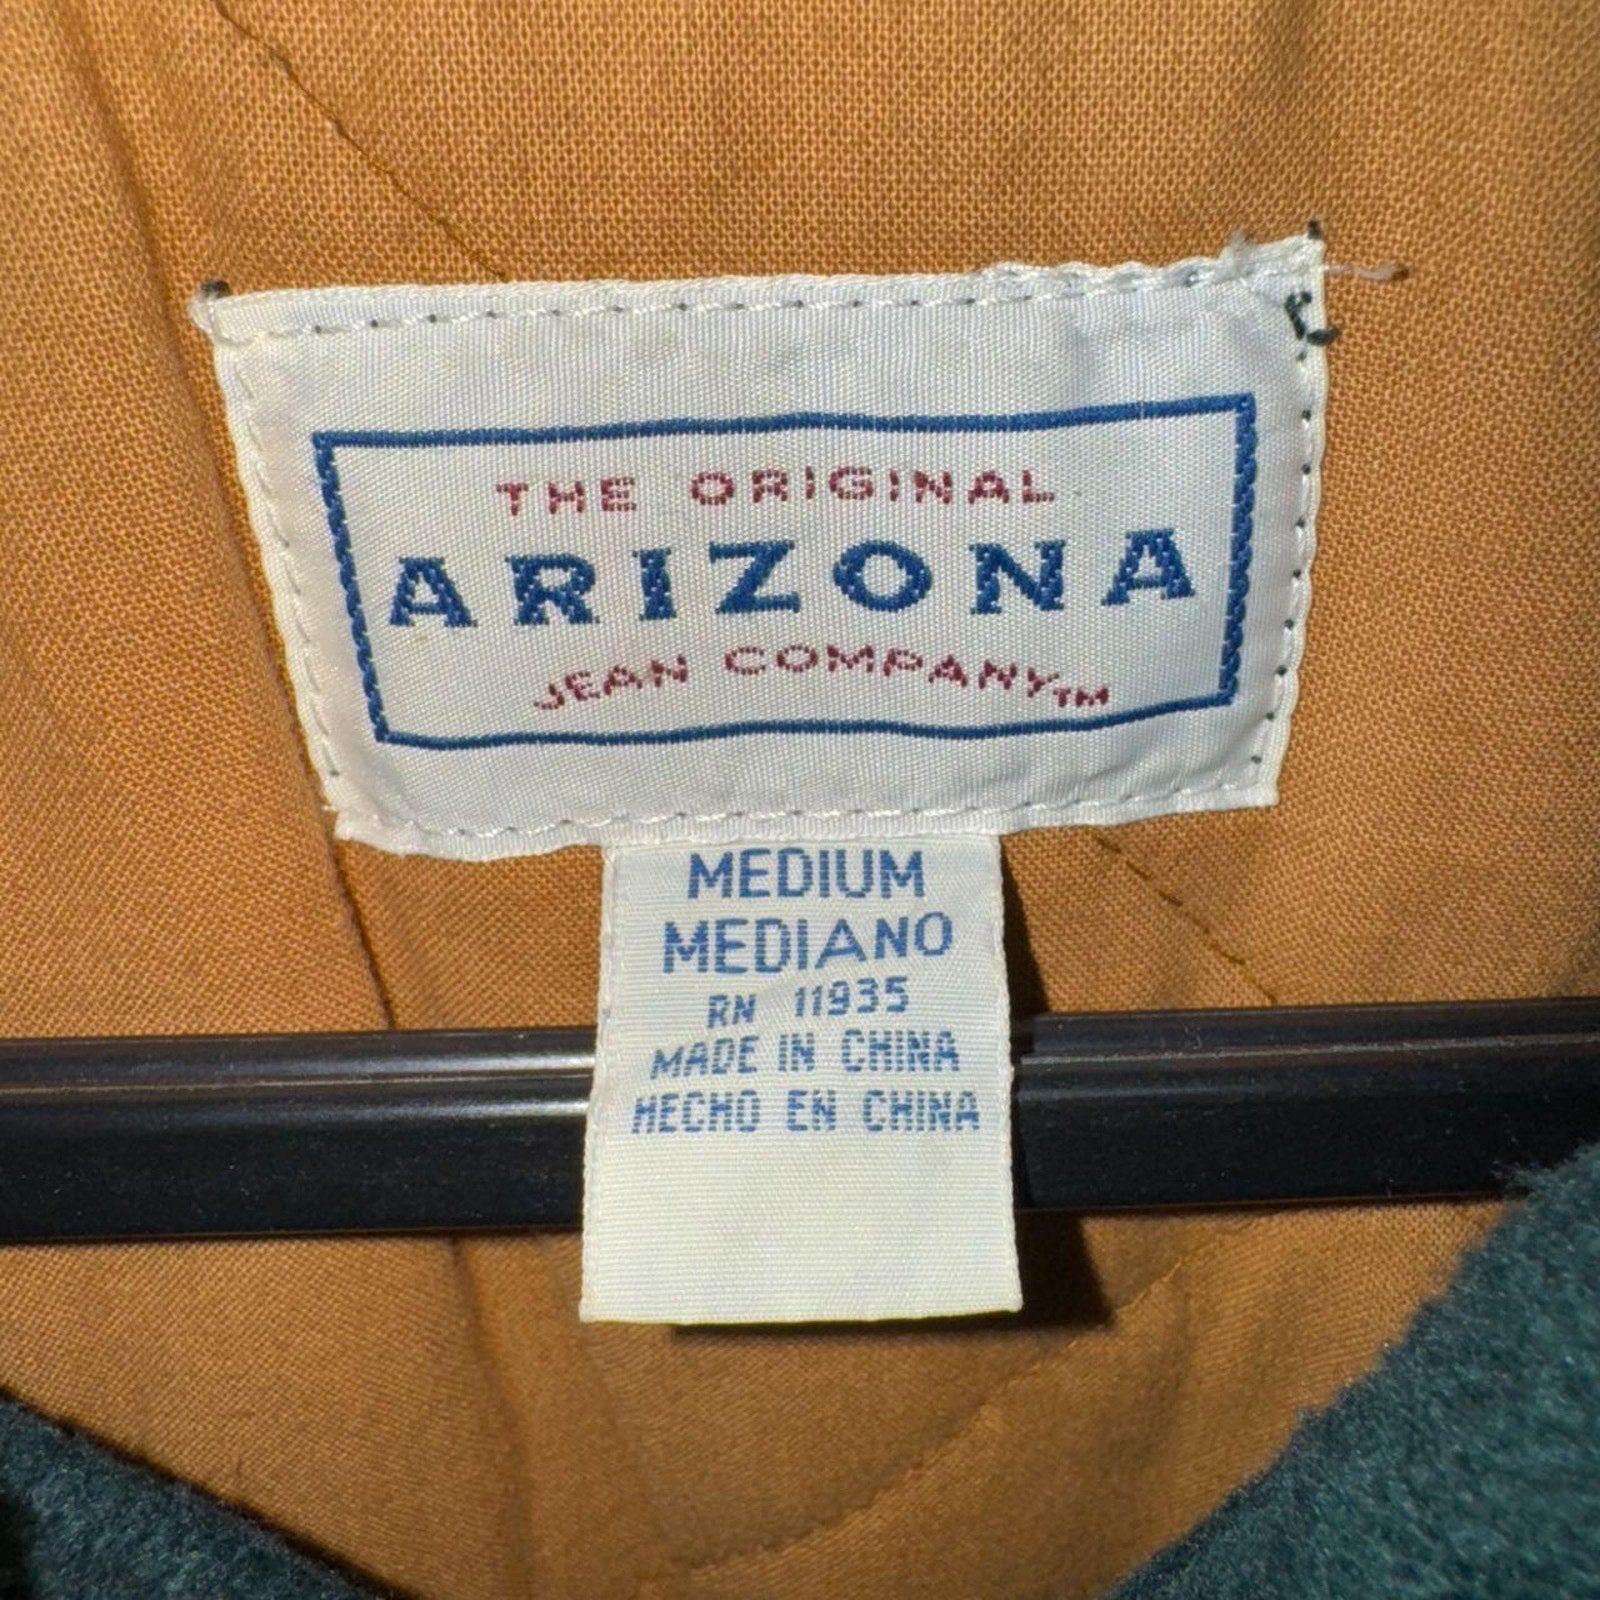 THE ORIGINAL
ARIZONA
JEAN COMPANY™
MEDIUM
MEDIANO
RN 11935
MADE IN CHINA
HECHO EN CHINA